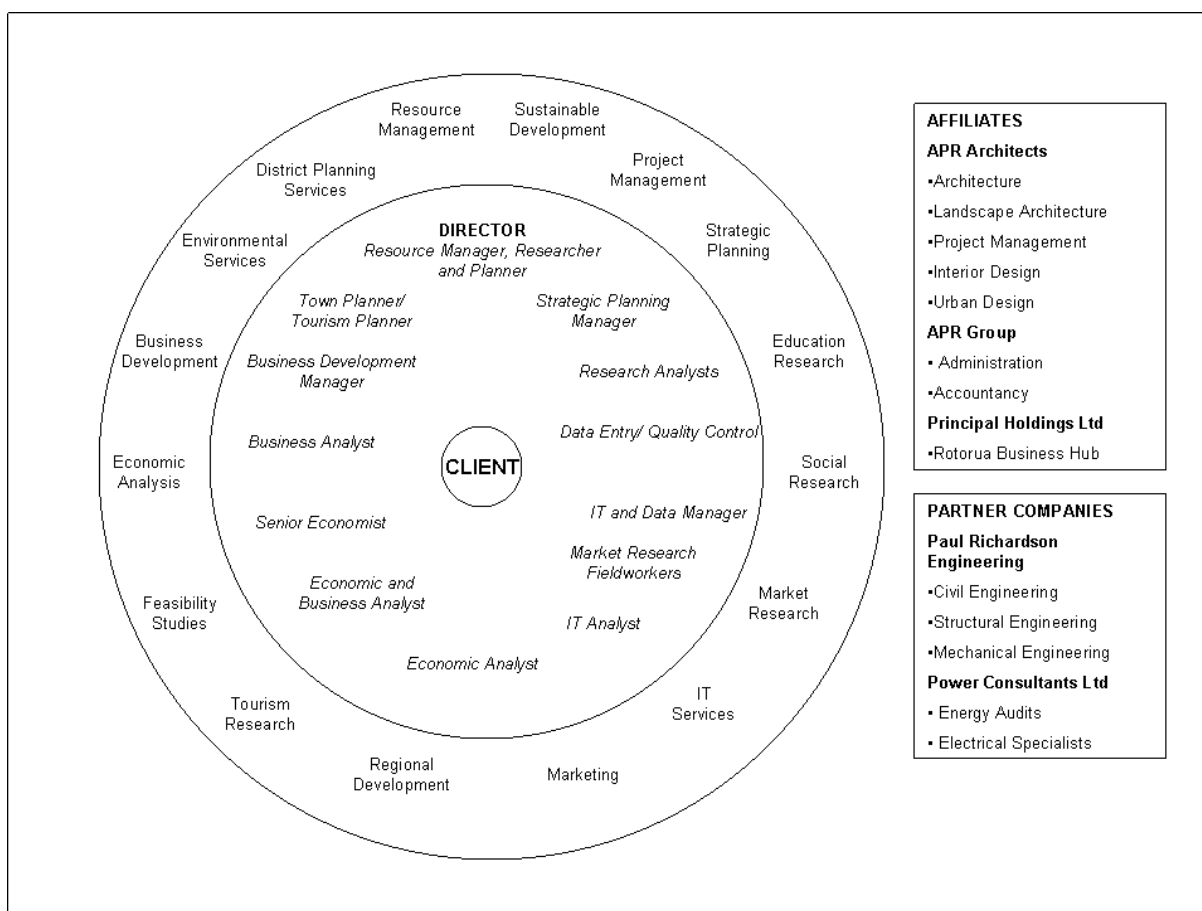 Resource
Management
Sustainable
Development
Project
Management
Strategic
Planning
Education
Research
Social
Research
Market
Research
IT
Services
Marketing
Regional
Development
Tourism
Research
Feasibility
Studies
Economic
Analysis
Business
Development
Environmental
Services
District Planning
Services
DIRECTOR
Resource Manager, Researcher
and Planner
Strategic Planning
Manager
Research Analysts
Data Entry/ Quality Control
IT and Data Manager
Market Research
Fieldworkers
IT Analyst
Economic Analyst
Economic and
Business Analyst
Senior Economist
Business Analyst
Business Development
Manager
Town Planner/
Tourism Planner
CLIENT
AFFILIATES
APR Architects
▪Architecture
▪Landscape Architecture
▪Project Management
▪Interior Design
▪Urban Design
APR Group
▪ Administration
▪Accountancy
Principal Holdings Ltd
▪Rotorua Business Hub
PARTNER COMPANIES
Paul Richardson
Engineering
▪Civil Engineering
▪Structural Engineering
▪Mechanical Engineering
Power Consultants Ltd
▪ Energy Audits
▪ Electrical Specialists